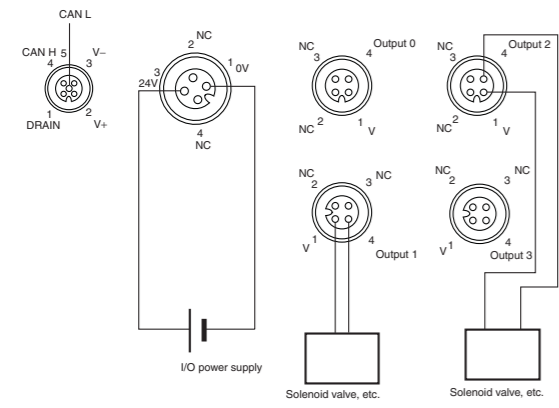 CAN L
CAN H 5 V–
4 3
1 2
DRAIN V+
NC
2
3 1 0V
24V
4
NC
I/O power supply
NC 4 Output 0
3
NC 2 1 V
NC 4 Output 2
3
NC 2 1 V
NC 2 3 NC
V 1 4
Output 1
Solenoid valve, etc.
NC 2 3 NC
V 1 4
Output 3
Solenoid valve, etc.